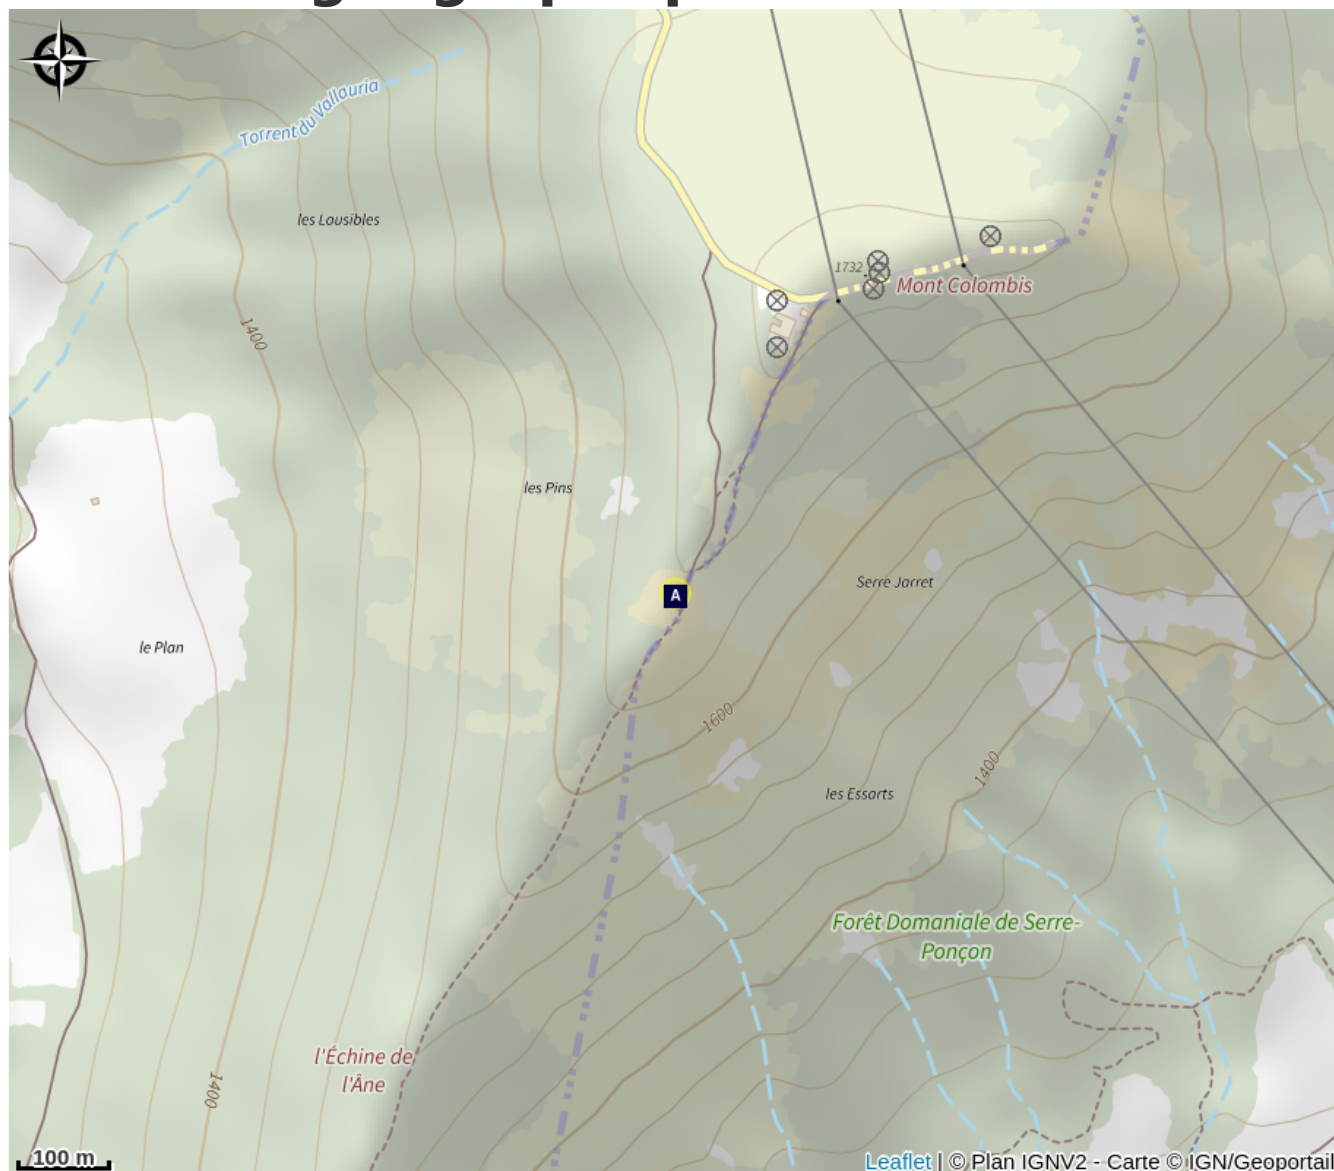 Torrent du Vallauria
les Lausibles
1400
1732
Mont Colombis
les Pins
Serre Jarret
A
le Plan
1600
1400
les Essarts
Forêt Domaniale de Serre-
Ponçon
l'Échine de
l'Âne
1400
100 m
Leaflet | © Plan IGNV2 - Carte © IGN/Geoportail